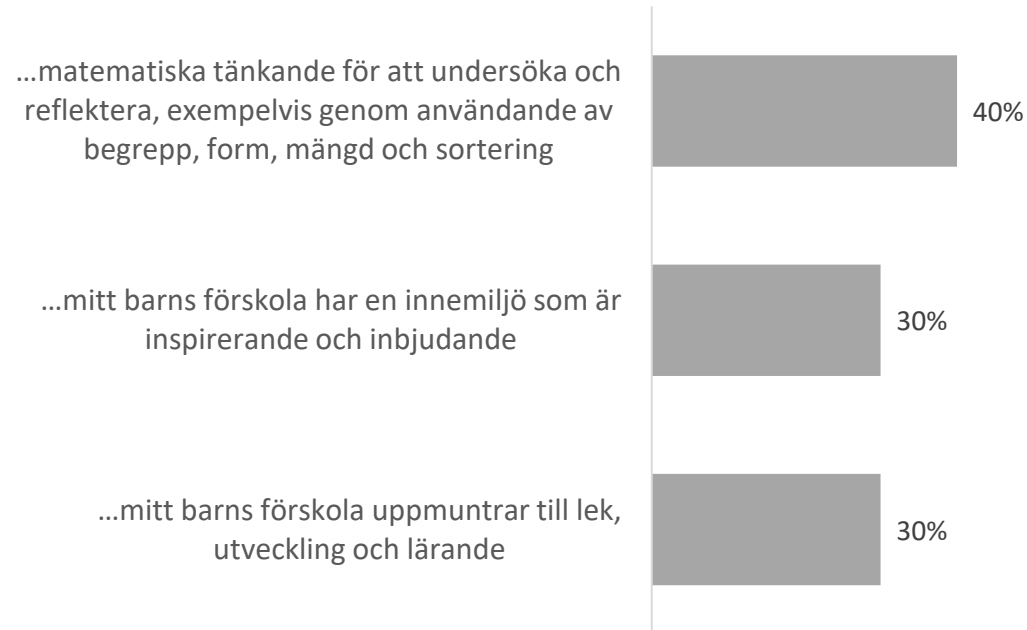 …matematiska tänkande för att undersöka och
reflektera, exempelvis genom användande av
begrepp, form, mängd och sortering
40%
…mitt barns förskola har en innemiljö som är
inspirerande och inbjudande
30%
…mitt barns förskola uppmuntrar till lek,
utveckling och lärande
30%